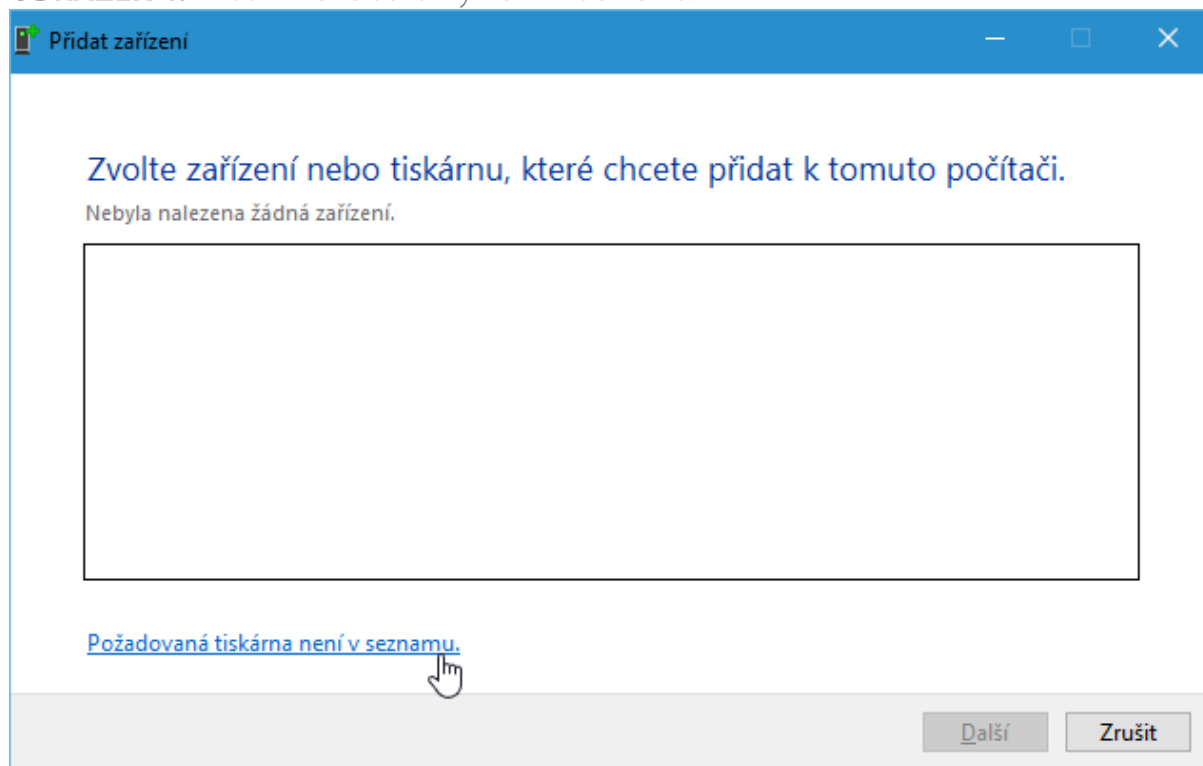 Přidat zařízení
Zvolte zařízení nebo tiskárnu, které chcete přidat k tomuto počítači.
Nebyla nalezena žádná zařízení.
Požadovaná tiskárna není v seznamu.
Další
Zrušit